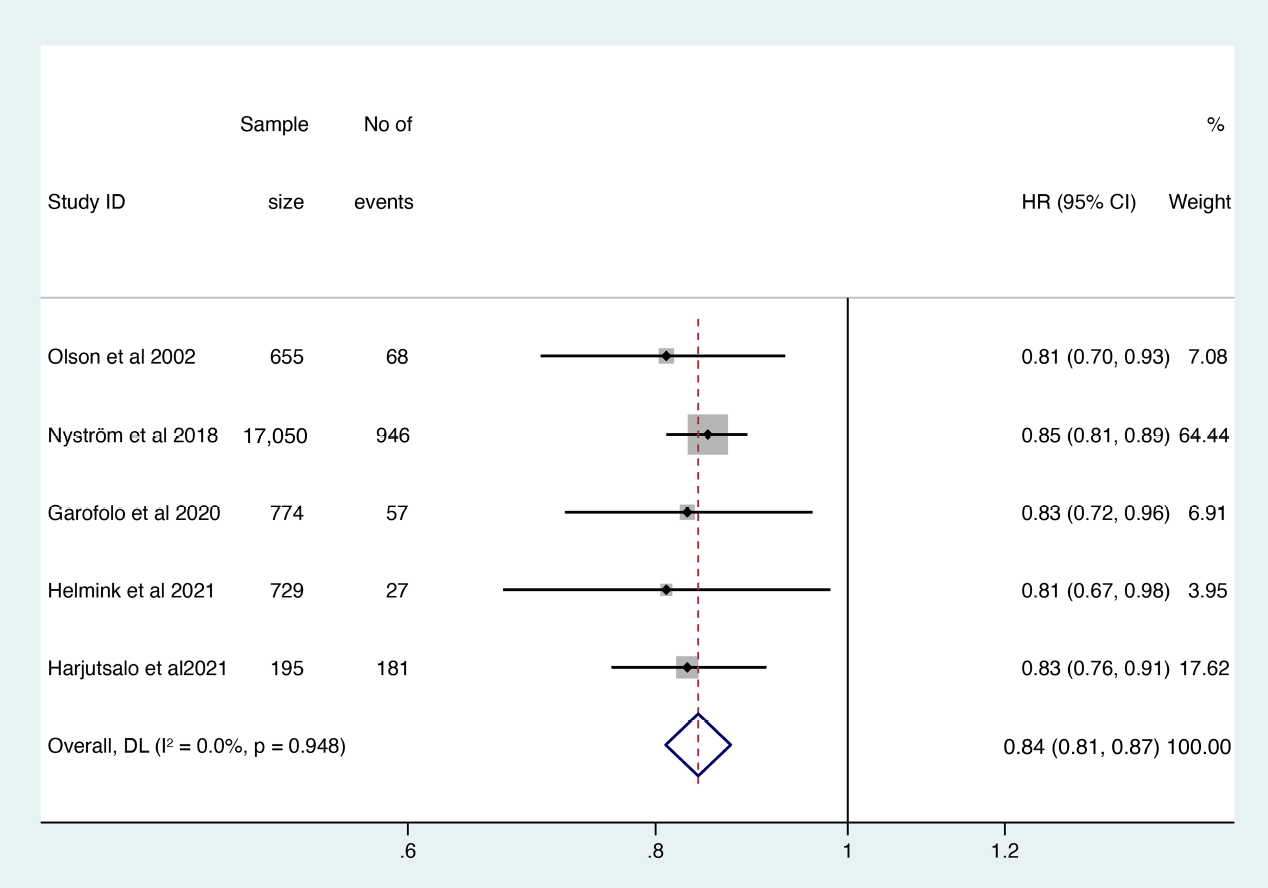 Sample No of %
Study ID size events HR (95% CI) Weight
Olson et al 2002 655 68 0.81 (0.70, 0.93) 7.08
Nyström et al 2018 17,050 946 0.85 (0.81, 0.89) 64.44
Garofolo et al 2020 774 57 0.83 (0.72, 0.96) 6.91
Helmink et al 2021 729 27 0.81 (0.67, 0.98) 3.95
Harjutsalo et al2021 195 181 0.83 (0.76, 0.91) 17.62
Overall, DL (I² = 0.0%, p = 0.948) 0.84 (0.81, 0.87) 100.00
.6 .8 1 1.2